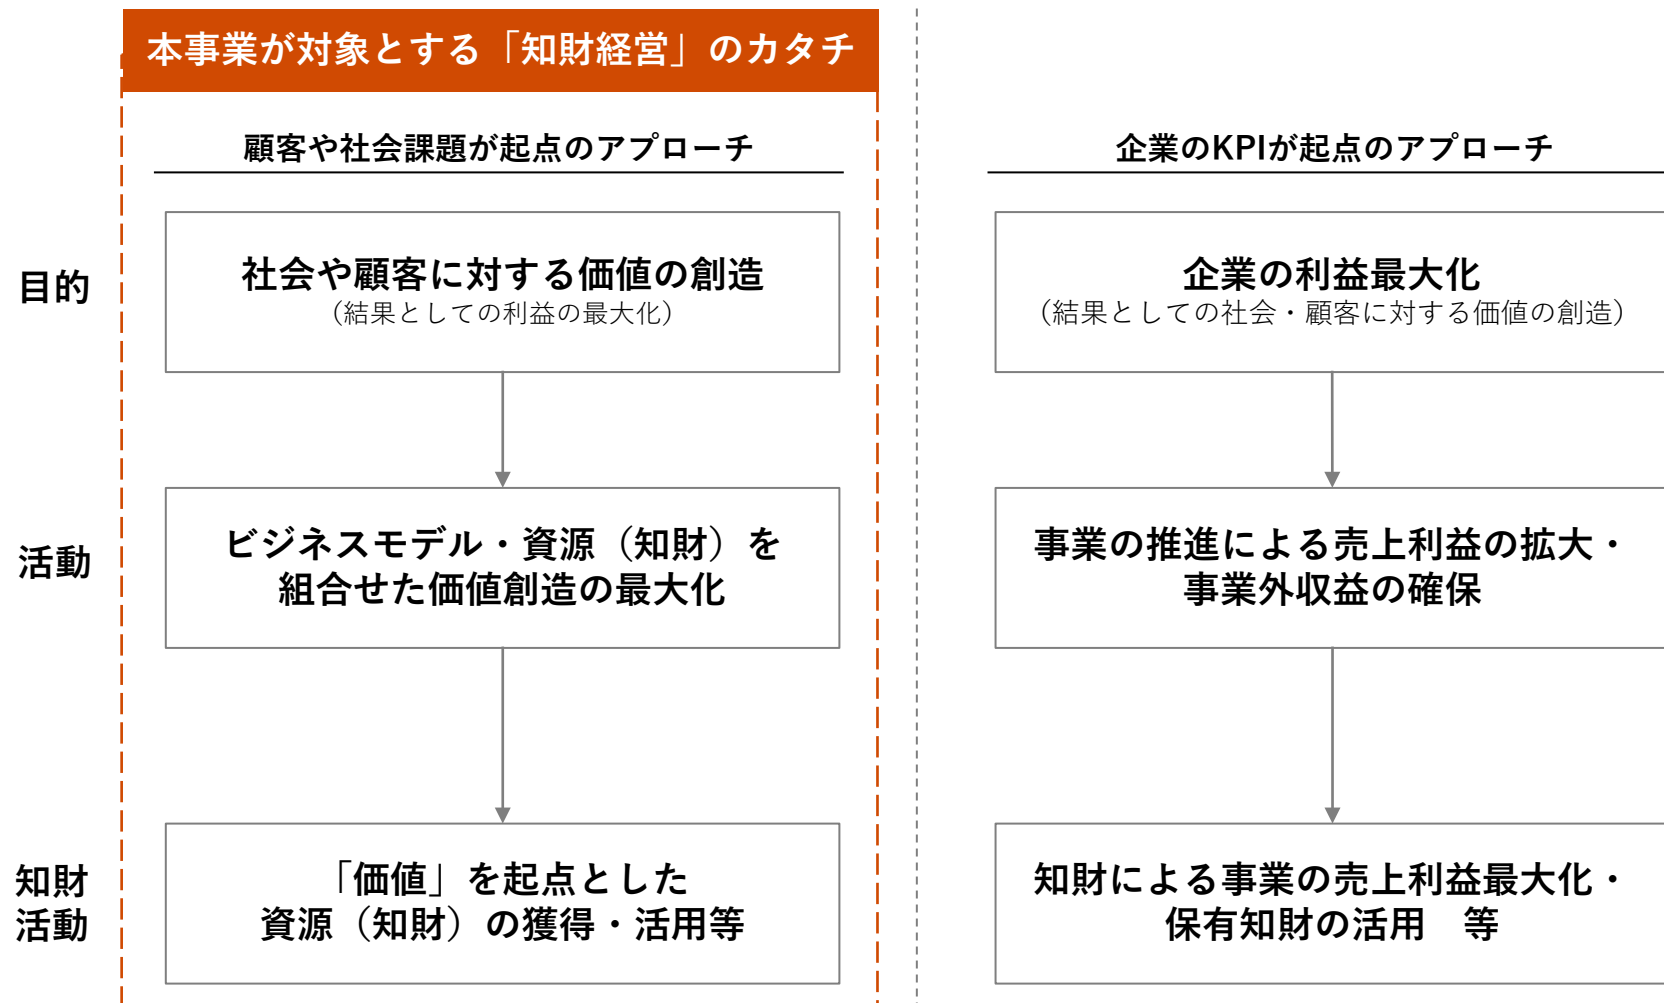 本事業が対象とする「知財経営」のカタチ
顧客や社会課題が起点のアプローチ
企業のKPIが起点のアプローチ
目的
社会や顧客に対する価値の創造
（結果としての利益の最大化）
企業の利益最大化
（結果としての社会・顧客に対する価値の創造）
活動
ビジネスモデル・資源（知財）を
組合せた価値創造の最大化
事業の推進による売上利益の拡大・
事業外収益の確保
知財
活動
「価値」を起点とした
資源（知財）の獲得・活用等
知財による事業の売上利益最大化・
保有知財の活用　等